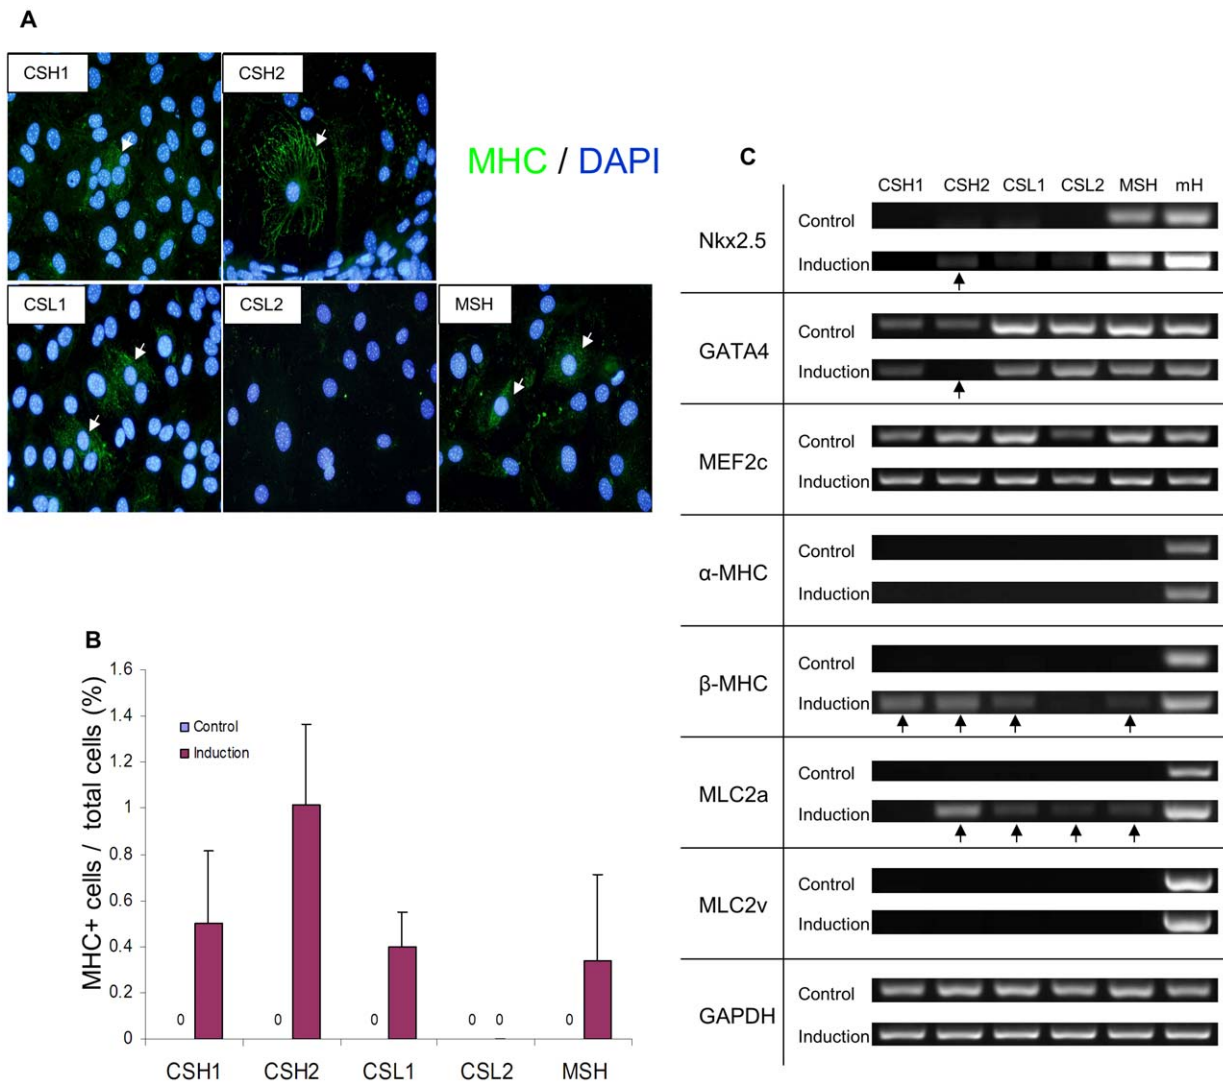 A
CSH1
CSH2
MHC / DAPI
CSL1
CSL2
MSH
B
MHC+ cells / total cells (%)
1.6
1.4
1.2
1
0.8
0.6
0.4
0.2
0
Control
Induction
0 0 0 0 0 0
CSH1 CSH2 CSL1 CSL2 MSH
C
CSH1 CSH2 CSL1 CSL2 MSH mH
Nkx2.5
Control
Induction
GATA4
Control
Induction
MEF2c
Control
Induction
α-MHC
Control
Induction
β-MHC
Control
Induction
MLC2a
Control
Induction
MLC2v
Control
Induction
GAPDH
Control
Induction